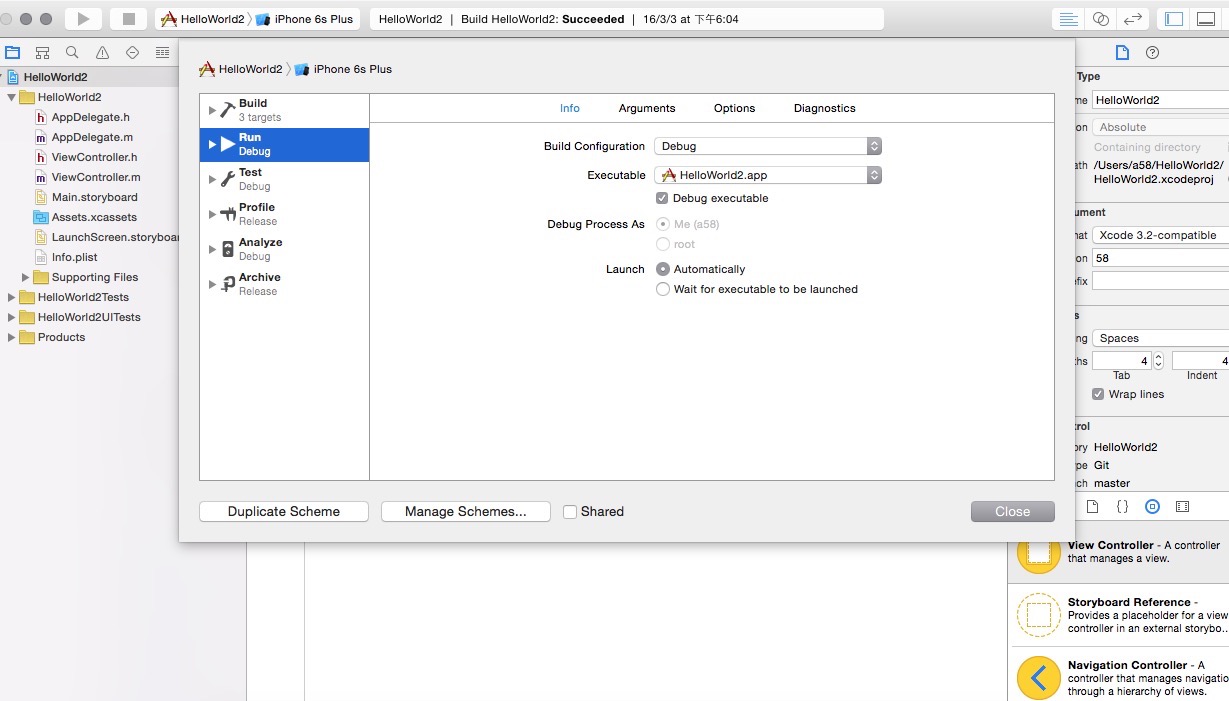 HelloWorld2 iPhone 6s Plus
HelloWorld2 | Build HelloWorld2: Succeeded | 16/3/3 at 下午6:04
HelloWorld2
HelloWorld2
h AppDelegate.h
m AppDelegate.m
h ViewController.h
m ViewController.m
Main.storyboard
Assets.xcassets
LaunchScreen.storyboar
Info.plist
Supporting Files
HelloWorld2Tests
HelloWorld2UITests
Products
HelloWorld2 iPhone 6s Plus
Build
3 targets
Run
Debug
Test
Debug
Profile
Release
Analyze
Debug
Archive
Release
Info Arguments Options Diagnostics
Build Configuration Debug
Executable HelloWorld2.app
Debug executable
Debug Process As Me (a58)
root
Launch Automatically
Wait for executable to be launched
Duplicate Scheme Manage Schemes... Shared Close
Type
me HelloWorld2
on Absolute
Containing directory
ath /Users/a58/HelloWorld2/
HelloWorld2.xcodeproj
ument
mat Xcode 3.2-compatible
on 58
efix
s
ng Spaces
ths 4 4
Tab Indent
Wrap lines
trol
ory HelloWorld2
ype Git
ch master
{}
View Controller - A controller
that manages a view.
Storyboard Reference -
Provides a placeholder for a view
controller in an external storybo...
Navigation Controller - A
controller that manages navigatio
through a hierarchy of views.